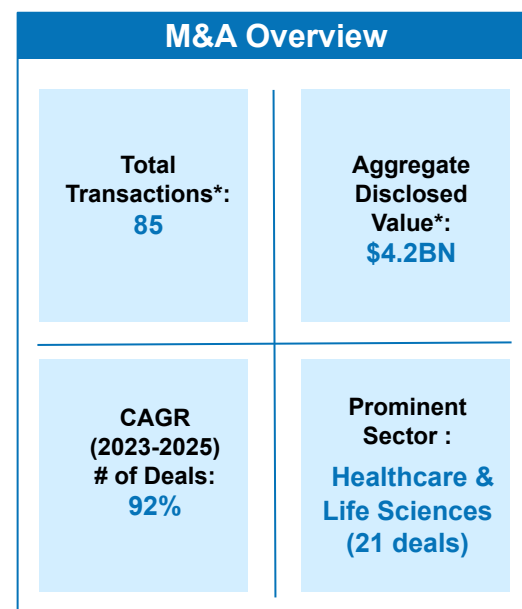 M&A Overview
Total
Transactions*:
85
Aggregate
Disclosed
Value*:
$4.2BN
CAGR
(2023-2025)
# of Deals:
92%
Prominent
Sector :
Healthcare &
Life Sciences
(21 deals)